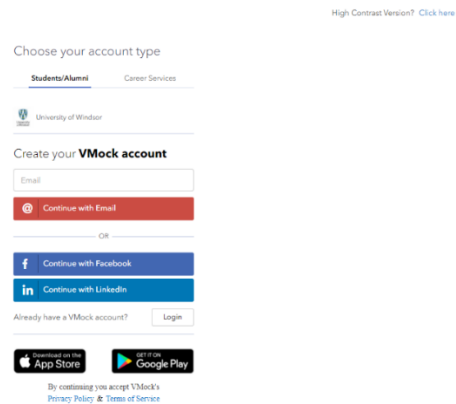 High Contrast Version? Click here
Choose your account type
Students/Alumni Career Services
University of Windsor
Create your VMock account
Email
@ Continue with Email
OR
f Continue with Facebook
in Continue with LinkedIn
Already have a VMock account? Login
Download on the App Store
GET IT ON Google Play
By continuing you accept VMock's
Privacy Policy & Terms of Service